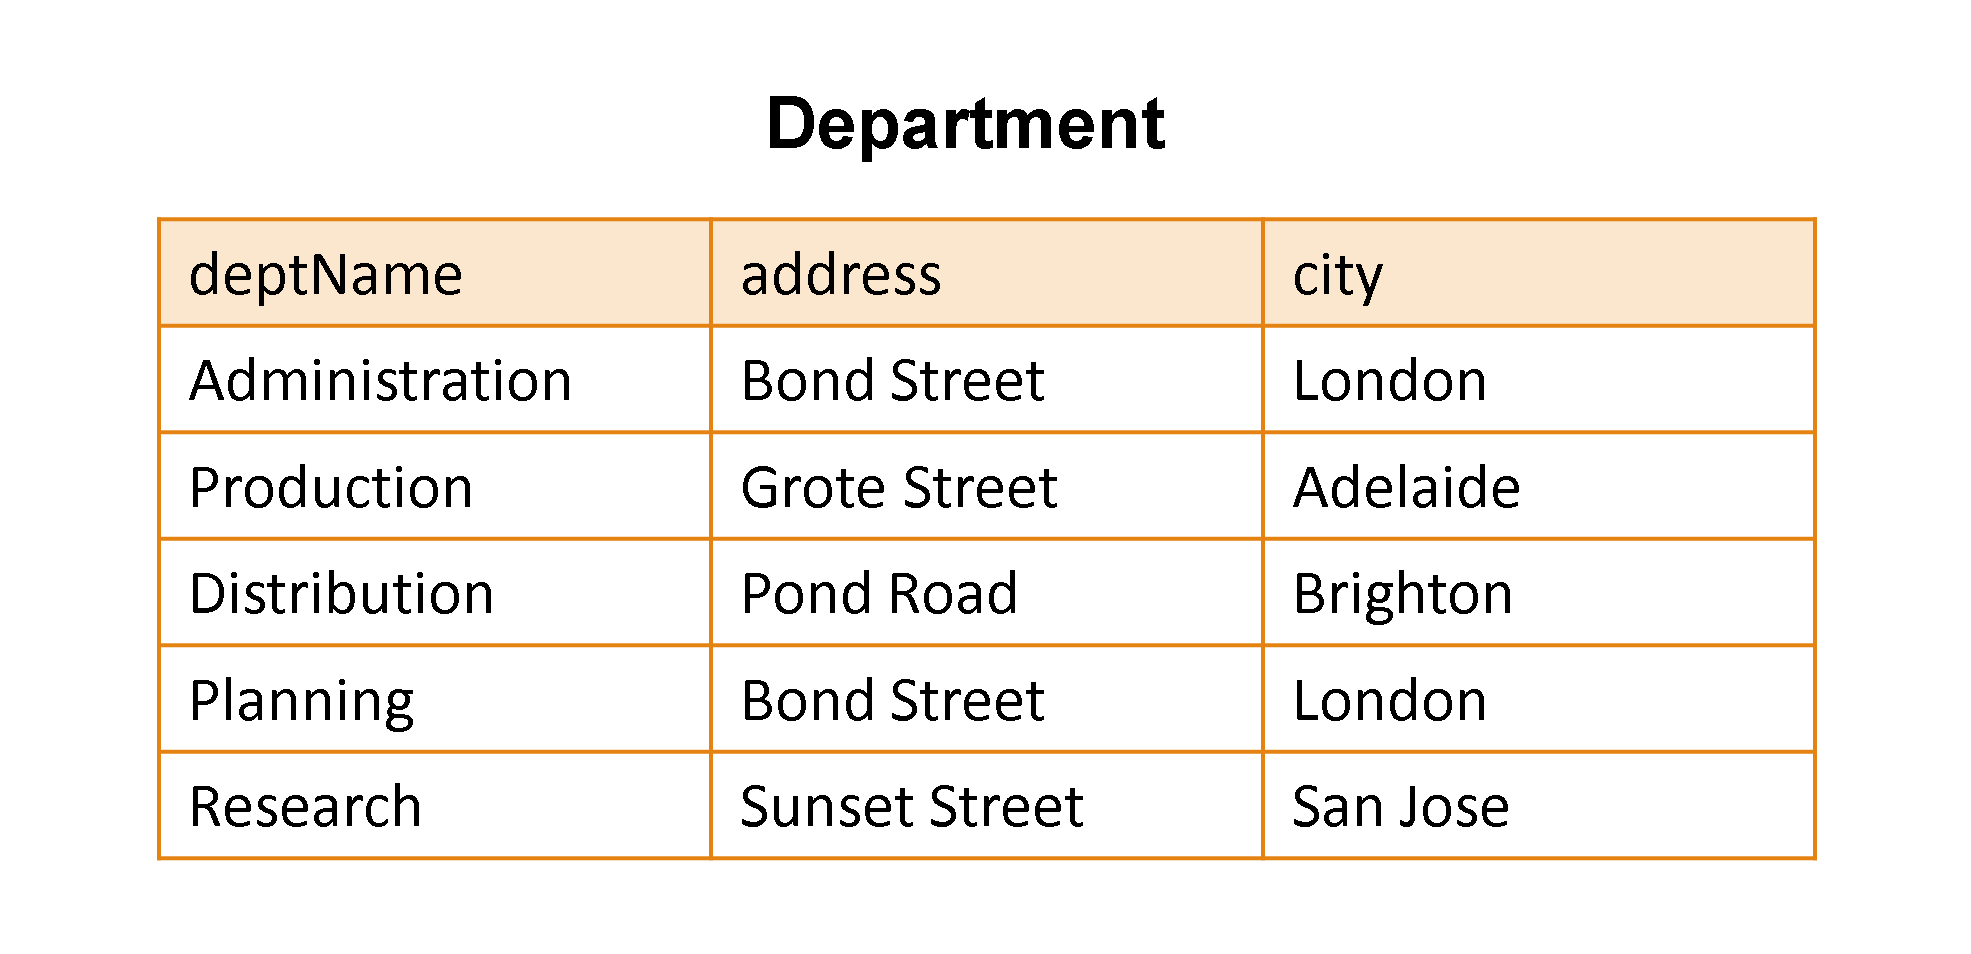 Department
deptName address city
Administration Bond Street London
Production Grote Street Adelaide
Distribution Pond Road Brighton
Planning Bond Street London
Research Sunset Street San Jose